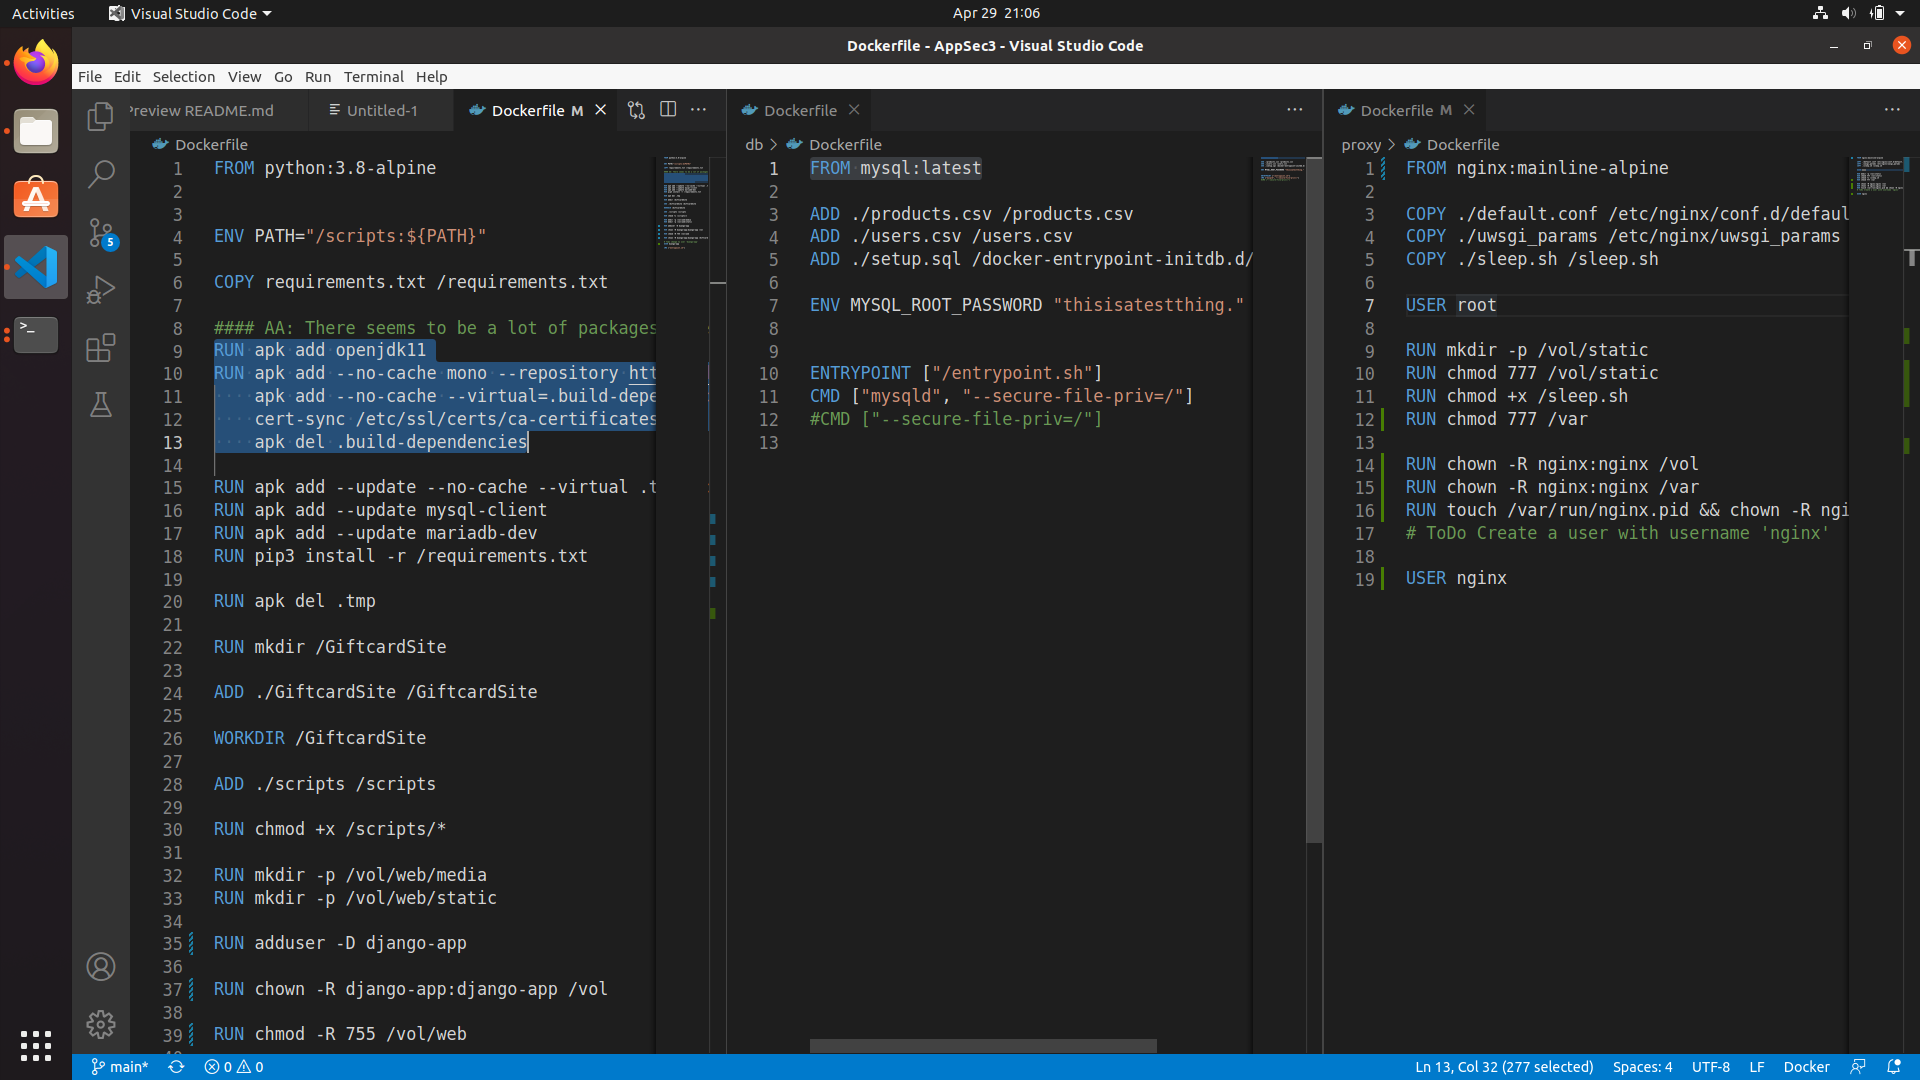 Activities
Visual Studio Code
Apr 29 21:06
Dockerfile - AppSec3 - Visual Studio Code
File Edit Selection View Go Run Terminal Help
Preview README.md
Untitled-1
Dockerfile M
Dockerfile
1 FROM python:3.8-alpine
2
3
4 ENV PATH="/scripts:${PATH}"
5
6 COPY requirements.txt /requirements.txt
7
8 #### AA: There seems to be a lot of packages
9 RUN apk add openjdk11
10 RUN apk add --no-cache mono --repository htt
11 apk add --no-cache --virtual=.build-depe
12 cert-sync /etc/ssl/certs/ca-certificates
13 apk del .build-dependencies
14
15 RUN apk add --update --no-cache --virtual .t
16 RUN apk add --update mysql-client
17 RUN apk add --update mariadb-dev
18 RUN pip3 install -r /requirements.txt
19
20 RUN apk del .tmp
21
22 RUN mkdir /GiftcardSite
23
24 ADD ./GiftcardSite /GiftcardSite
25
26 WORKDIR /GiftcardSite
27
28 ADD ./scripts /scripts
29
30 RUN chmod +x /scripts/*
31
32 RUN mkdir -p /vol/web/media
33 RUN mkdir -p /vol/web/static
34
35 RUN adduser -D django-app
36
37 RUN chown -R django-app:django-app /vol
38
39 RUN chmod -R 755 /vol/web
Dockerfile
db > Dockerfile
1 FROM mysql:latest
2
3 ADD ./products.csv /products.csv
4 ADD ./users.csv /users.csv
5 ADD ./setup.sql /docker-entrypoint-initdb.d/
6
7 ENV MYSQL_ROOT_PASSWORD "thisisatestthing."
8
9
10 ENTRYPOINT ["/entrypoint.sh"]
11 CMD ["mysqld", "--secure-file-priv=/"]
12 #CMD ["--secure-file-priv=/"]
13
Dockerfile M
proxy > Dockerfile
1 FROM nginx:mainline-alpine
2
3 COPY ./default.conf /etc/nginx/conf.d/defaul
4 COPY ./uwsgi_params /etc/nginx/uwsgi_params
5 COPY ./sleep.sh /sleep.sh
6
7 USER root
8
9 RUN mkdir -p /vol/static
10 RUN chmod 777 /vol/static
11 RUN chmod +x /sleep.sh
12 RUN chmod 777 /var
13
14 RUN chown -R nginx:nginx /vol
15 RUN chown -R nginx:nginx /var
16 RUN touch /var/run/nginx.pid && chown -R ngi
17 # ToDo Create a user with username 'nginx'
18
19 USER nginx
5
main* 0 0
Ln 13, Col 32 (277 selected) Spaces: 4 UTF-8 LF Docker